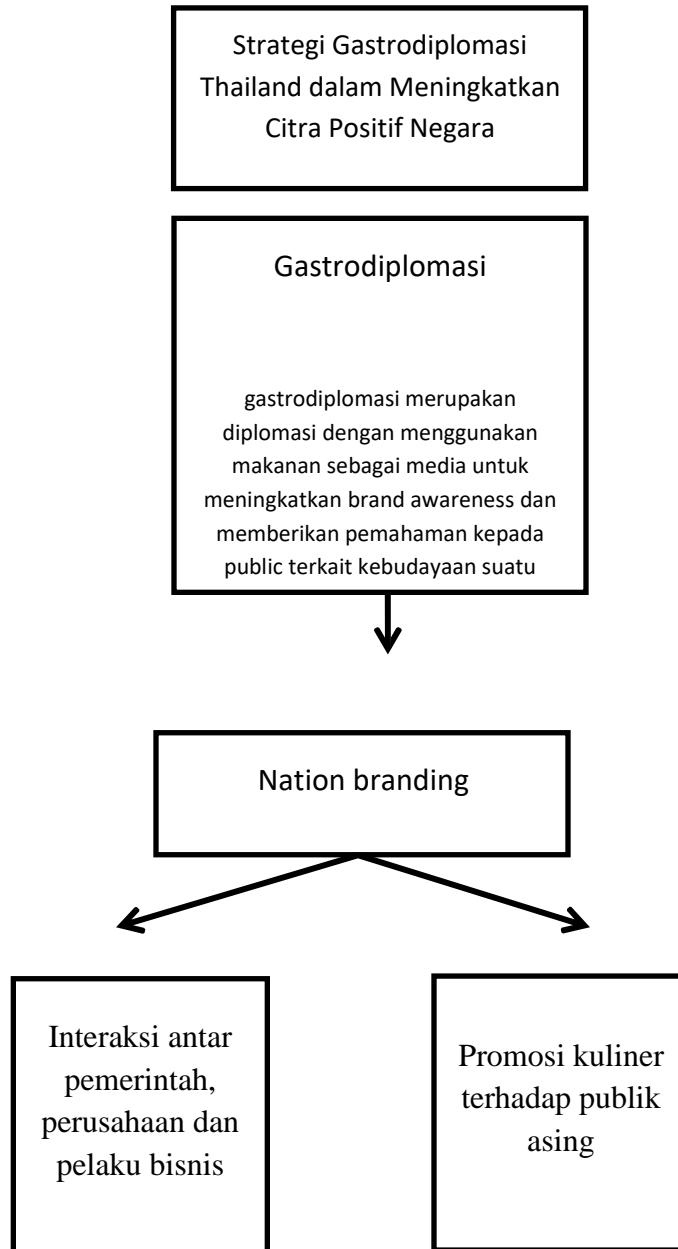 Strategi Gastrodiplomasi
Thailand dalam Meningkatkan
Citra Positif Negara
Gastrodiplomasi
gastrodiplomasi merupakan
diplomasi dengan menggunakan
makanan sebagai media untuk
meningkatkan brand awareness dan
memberikan pemahaman kepada
public terkait kebudayaan suatu
Nation branding
Interaksi antar
pemerintah,
perusahaan dan
pelaku bisnis
Promosi kuliner
terhadap publik
asing